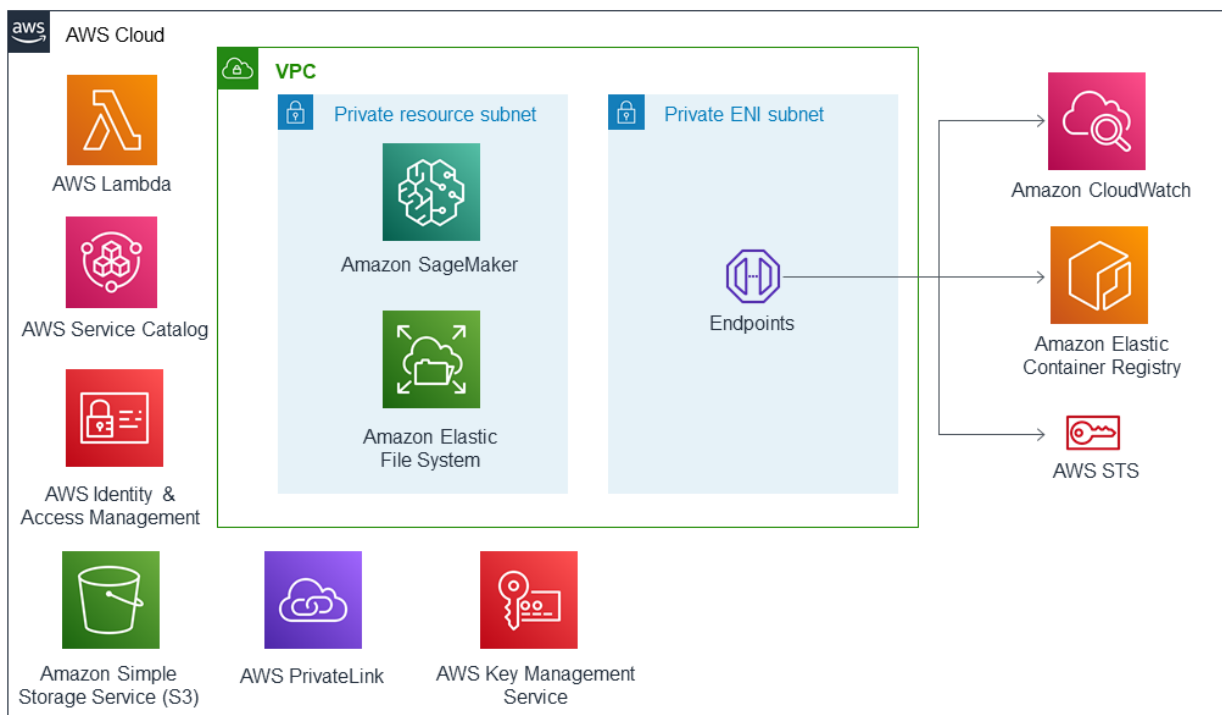 aws
AWS Cloud
VPC
Private resource subnet
Private ENI subnet
AWS Lambda
Amazon CloudWatch
Amazon SageMaker
AWS Service Catalog
Endpoints
Amazon Elastic
Container Registry
Amazon Elastic
File System
AWS STS
AWS Identity &
Access Management
Amazon Simple
Storage Service (S3)
AWS PrivateLink
AWS Key Management
Service